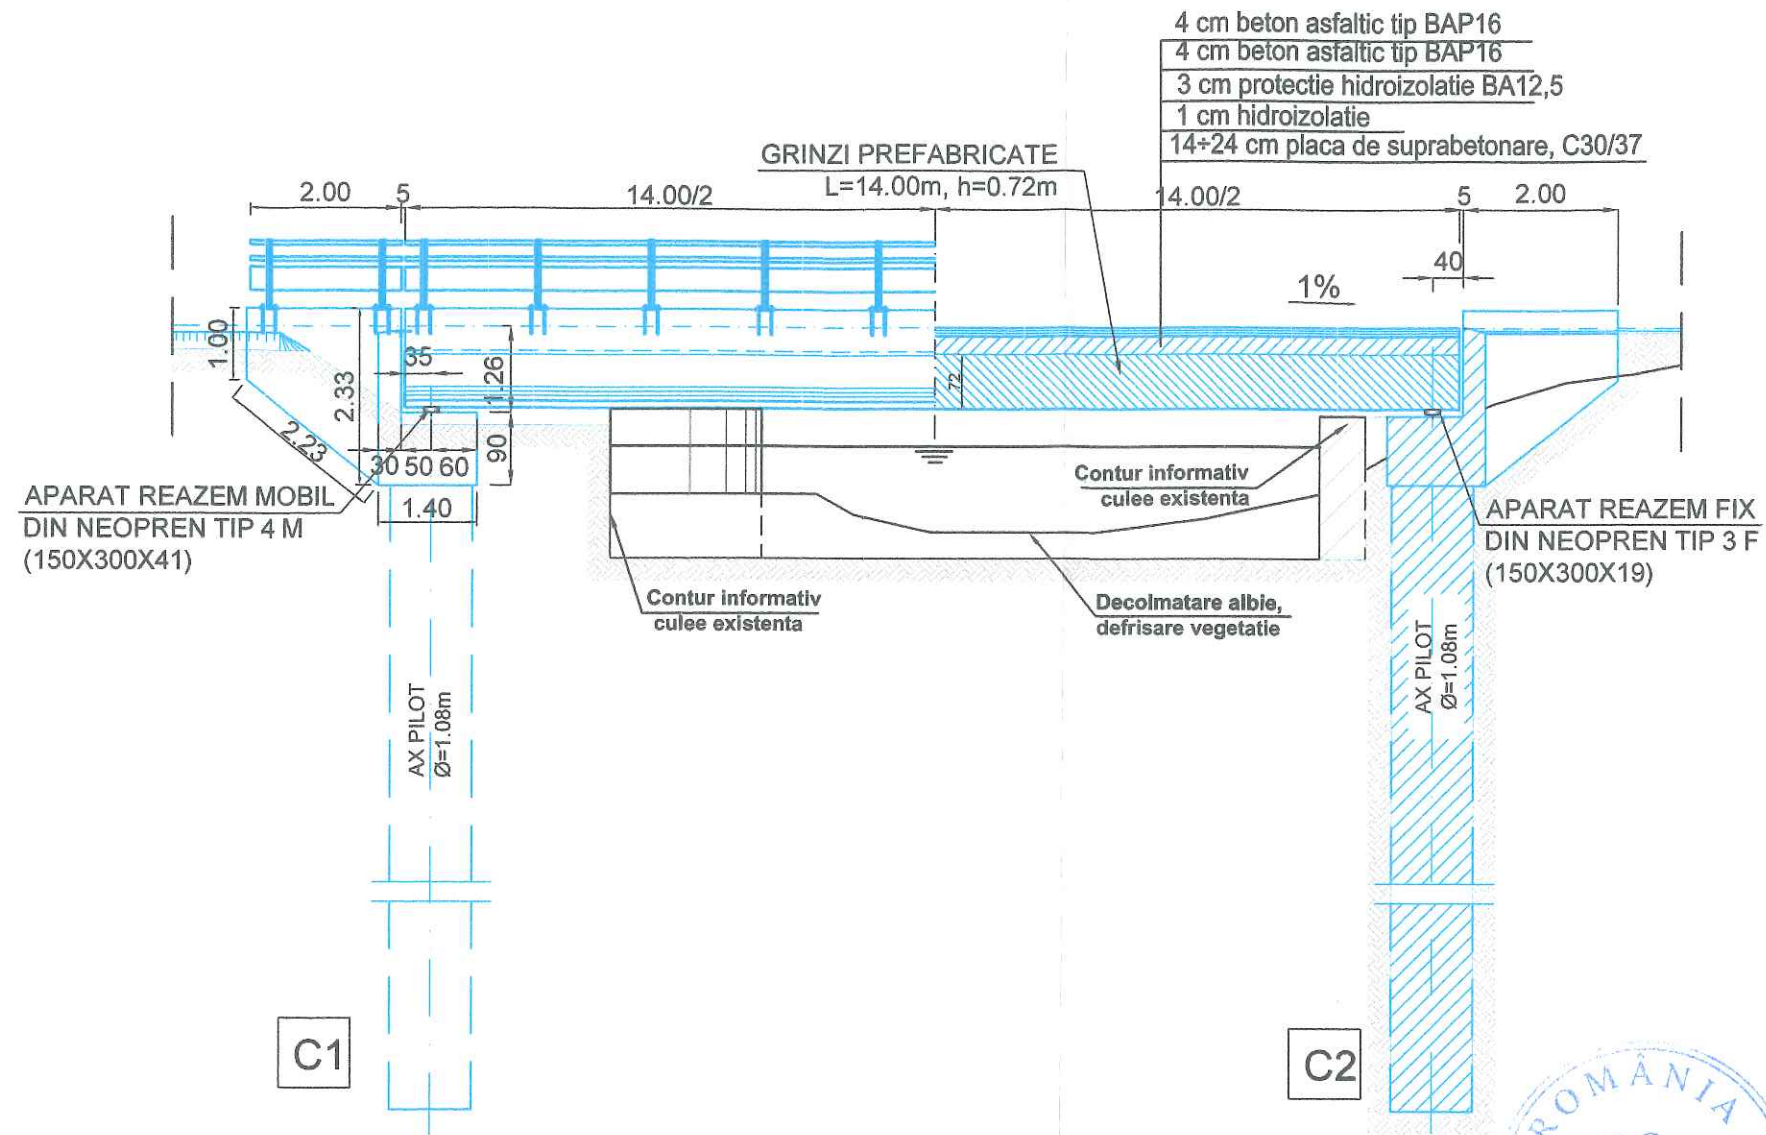 4 cm beton asfaltic tip BAP16
4 cm beton asfaltic tip BAP16
3 cm protectie hidroizolatie BA12,5
1 cm hidroizolatie
14÷24 cm placa de suprabetonare, C30/37
GRINZI PREFABRICATE
L=14.00m, h=0.72m
2.00
5
14.00/2
14.00/2
5
2.00
40
1%
1.00
35
1.26
2.33
72
2.23
90
30 50 60
1.40
APARAT REAZEM MOBIL
DIN NEOPREN TIP 4 M
(150X300X41)
Contur informativ
culee existenta
APARAT REAZEM FIX
DIN NEOPREN TIP 3 F
(150X300X19)
Contur informativ
culee existenta
Decolmatare albie,
defrisare vegetatie
AX PILOT
Ø=1.08m
AX PILOT
Ø=1.08m
C1
C2
ROMÂNIA